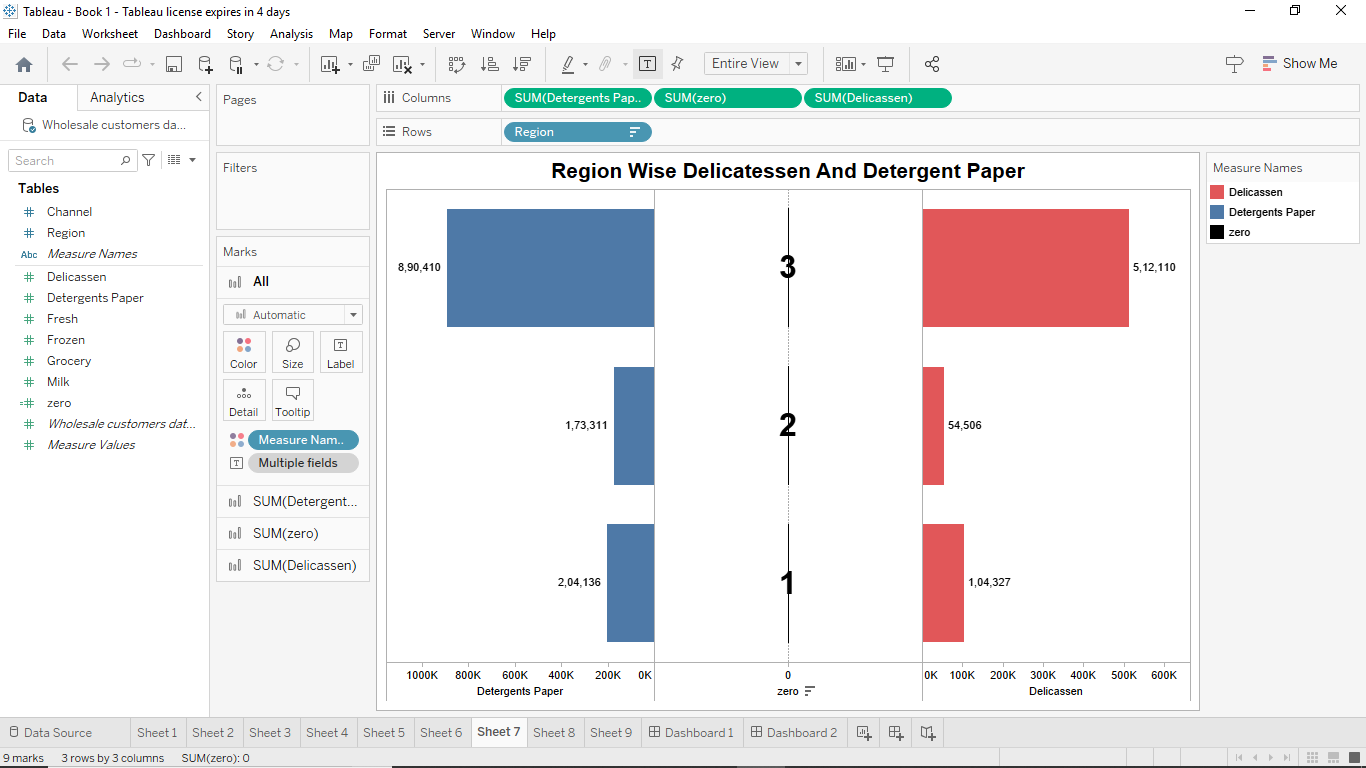 Tableau - Book 1 - Tableau license expires in 4 days
File Data Worksheet Dashboard Story Analysis Map Format Server Window Help
Entire View
Show Me
Data Analytics
Wholesale customers da...
Search
Tables
Channel
Region
Abc Measure Names
Delicassen
Detergents Paper
Fresh
Frozen
Grocery
Milk
zero
Wholesale customers dat...
Measure Values
Pages
Filters
Marks
All
Automatic
Color Size Label
Detail Tooltip
Measure Nam..
Multiple fields
SUM(Detergent...
SUM(zero)
SUM(Delicassen)
Columns SUM(Detergents Pap.. SUM(zero) SUM(Delicassen)
Rows Region
Region Wise Delicatessen And Detergent Paper
8,90,410 3 5,12,110
1,73,311 2 54,506
2,04,136 1 1,04,327
1000K 800K 600K 400K 200K 0K 0 0K 100K 200K 300K 400K 500K 600K
Detergents Paper zero Delicassen
Measure Names
Delicassen
Detergents Paper
zero
Data Source Sheet 1 Sheet 2 Sheet 3 Sheet 4 Sheet 5 Sheet 6 Sheet 7 Sheet 8 Sheet 9 Dashboard 1 Dashboard 2
9 marks 3 rows by 3 columns SUM(zero): 0